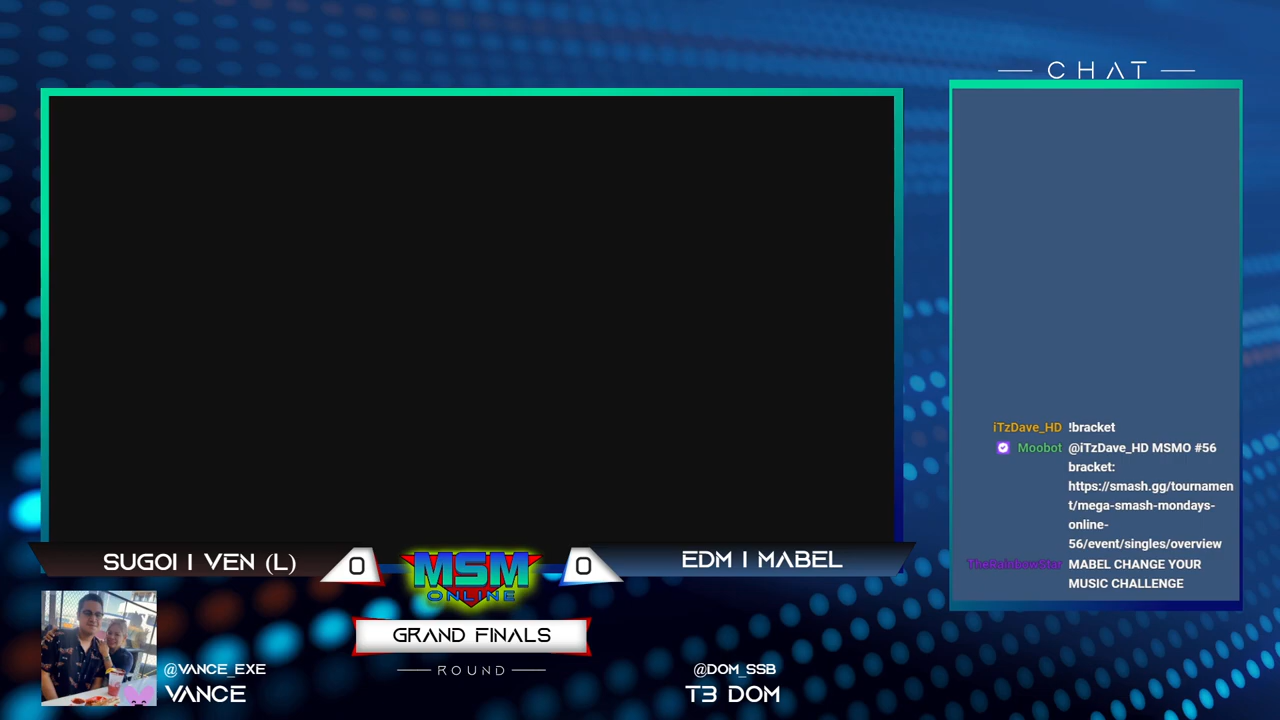 CHAT
iTzDave_HD !bracket
Moobot @iTzDave_HD MSMO #56
bracket:
https://smash.gg/tournamen
t/mega-smash-mondays-
online-
56/event/singles/overview
TheRainbowStar MABEL CHANGE YOUR
MUSIC CHALLENGE
SUGOI | VEN (L) 0
MSM
ONLINE
0 EDM | MABEL
GRAND FINALS
ROUND
@VANCE_EXE
VANCE
@DOM_SSB
T3 DOM